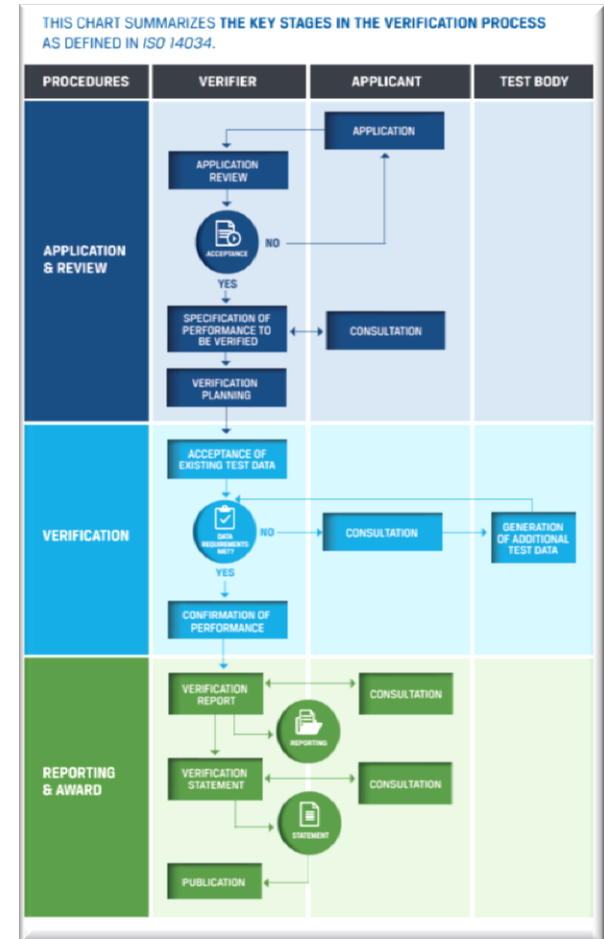 THIS CHART SUMMARIZES THE KEY STAGES IN THE VERIFICATION PROCESS
AS DEFINED IN ISO 14034.
PROCEDURES
VERIFIER
APPLICANT
TEST BODY
APPLICATION
& REVIEW
APPLICATION
APPLICATION
REVIEW
ACCEPTANCE
NO
YES
SPECIFICATION OF
PERFORMANCE TO
BE VERIFIED
CONSULTATION
VERIFICATION
PLANNING
VERIFICATION
ACCEPTANCE OF
EXISTING TEST DATA
DATA
REQUIREMENTS
MET?
NO
CONSULTATION
GENERATION
OF ADDITIONAL
TEST DATA
YES
CONFIRMATION OF
PERFORMANCE
REPORTING
& AWARD
VERIFICATION
REPORT
CONSULTATION
REPORTING
VERIFICATION
STATEMENT
CONSULTATION
STATEMENT
PUBLICATION